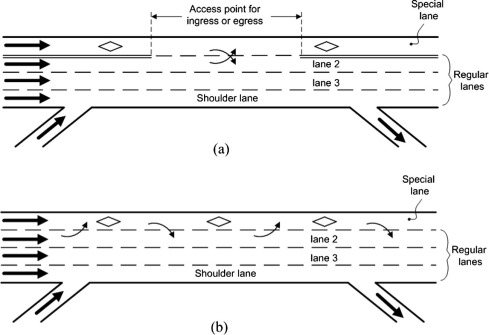 Access point for
ingress or egress
Special
lane
lane 2
lane 3
Regular
lanes
Shoulder lane
(a)
Special
lane
lane 2
lane 3
Regular
lanes
Shoulder lane
(b)